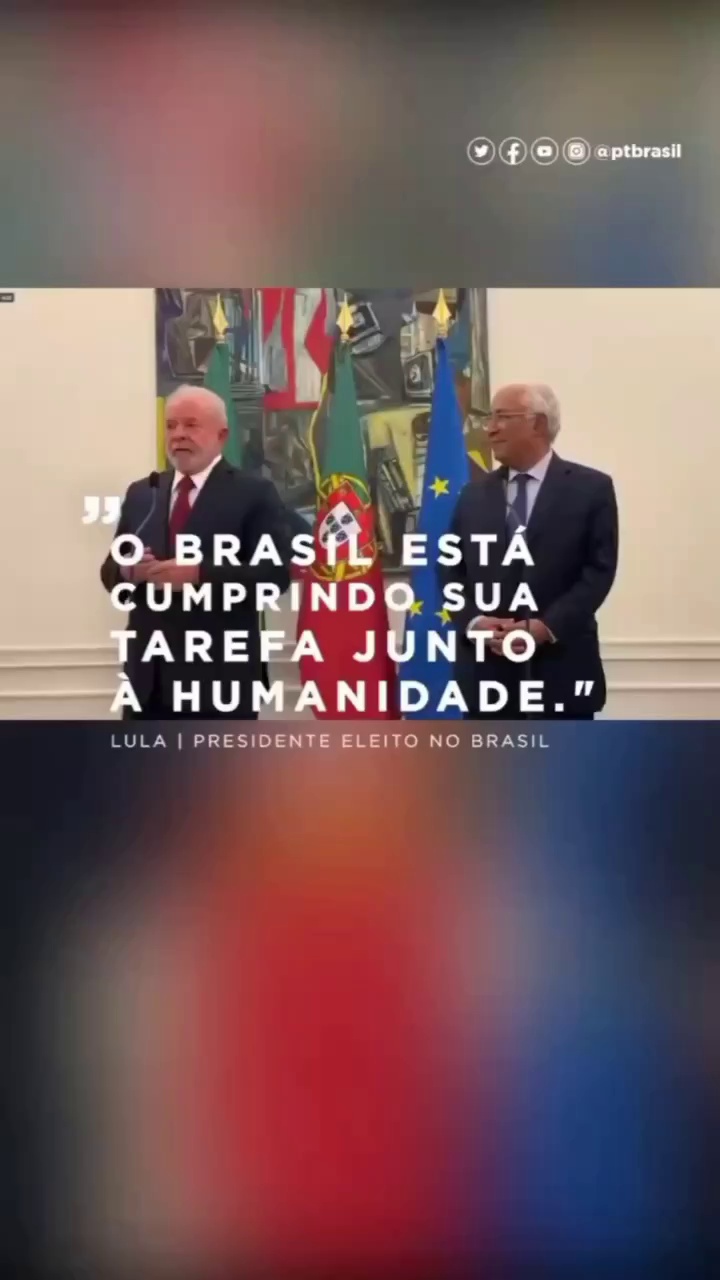 @ptbrasil
"
O BRASIL ESTÁ
CUMPRINDO SUA
TAREFA JUNTO
À HUMANIDADE."
LULA | PRESIDENTE ELEITO NO BRASIL